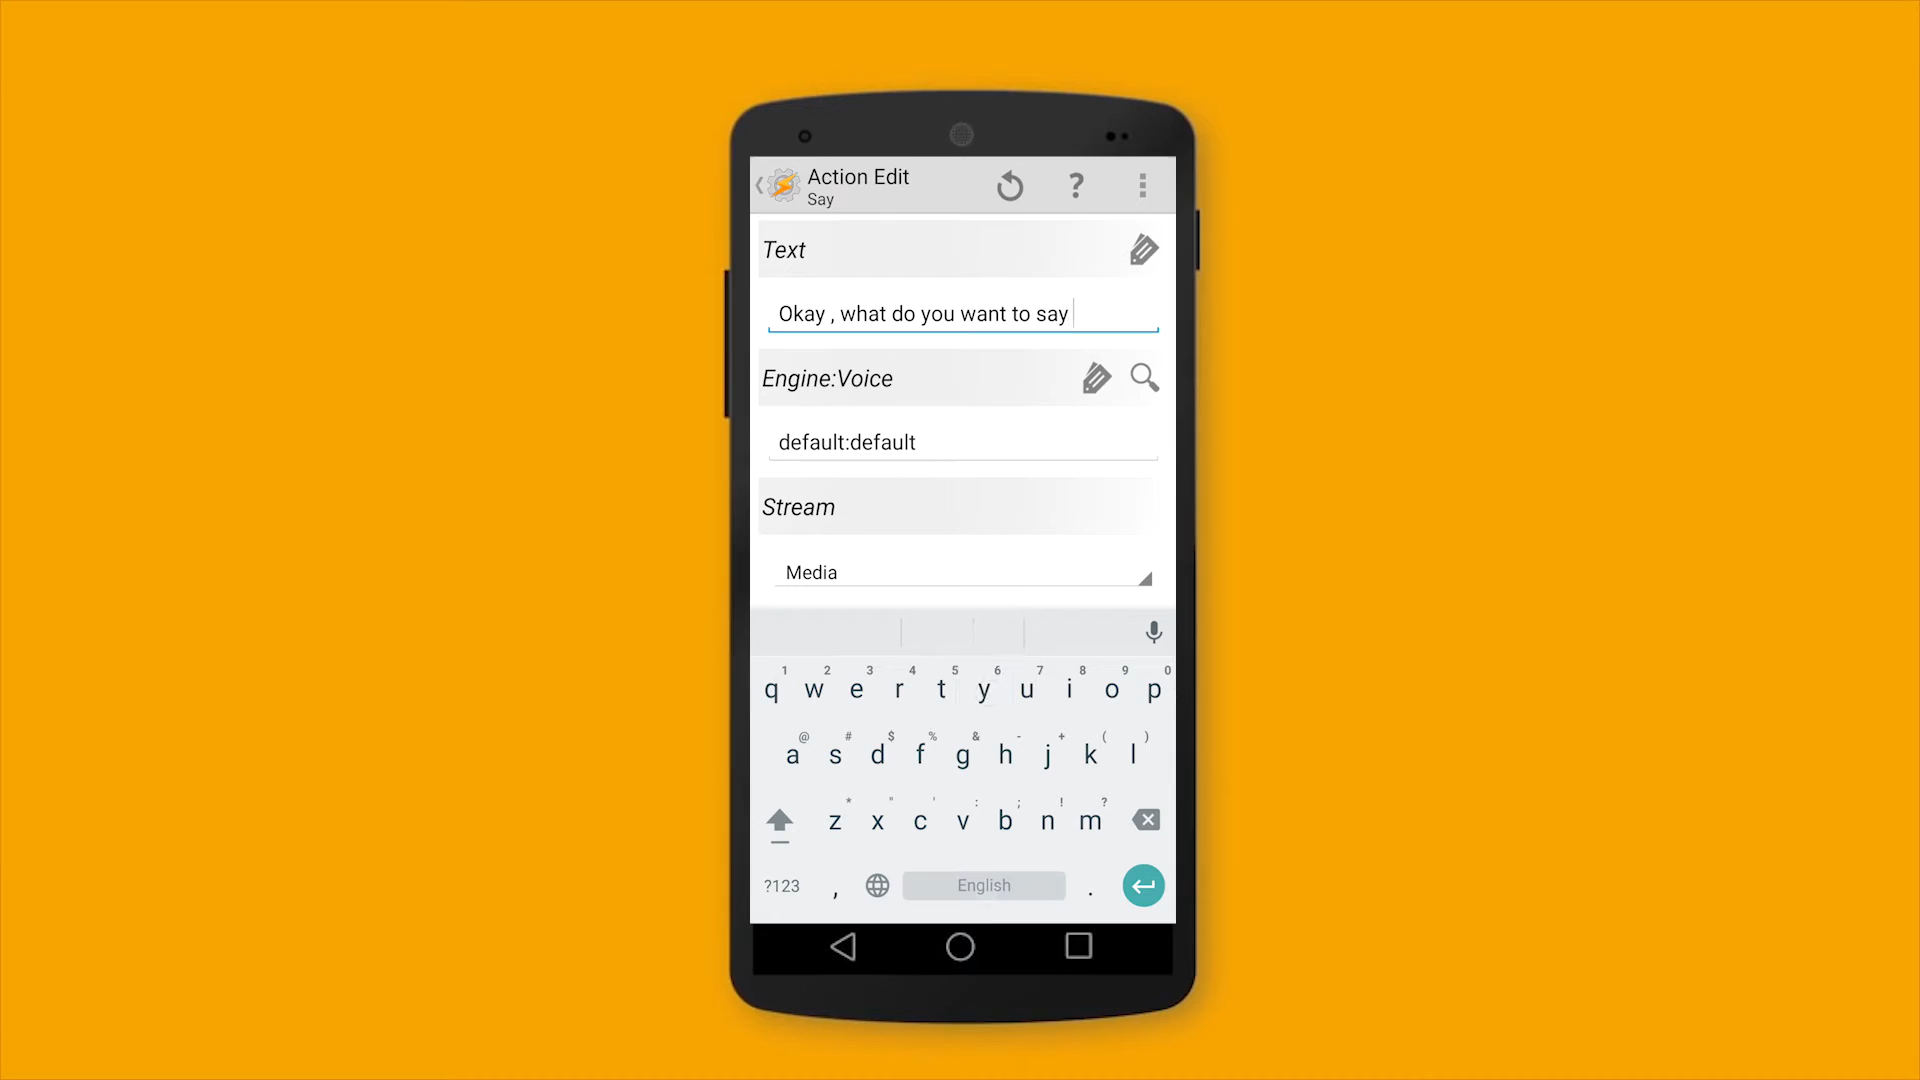 Action Edit
Say
?
Text
Okay , what do you want to say
Engine:Voice
default:default
Stream
Media
1 2 3 4 5 6 7 8 9 0
q w e r t y u i o p
@ # $ % & - + ( )
a s d f g h j k l
* " ' : ; ! ?
z x c v b n m
?123 , English .